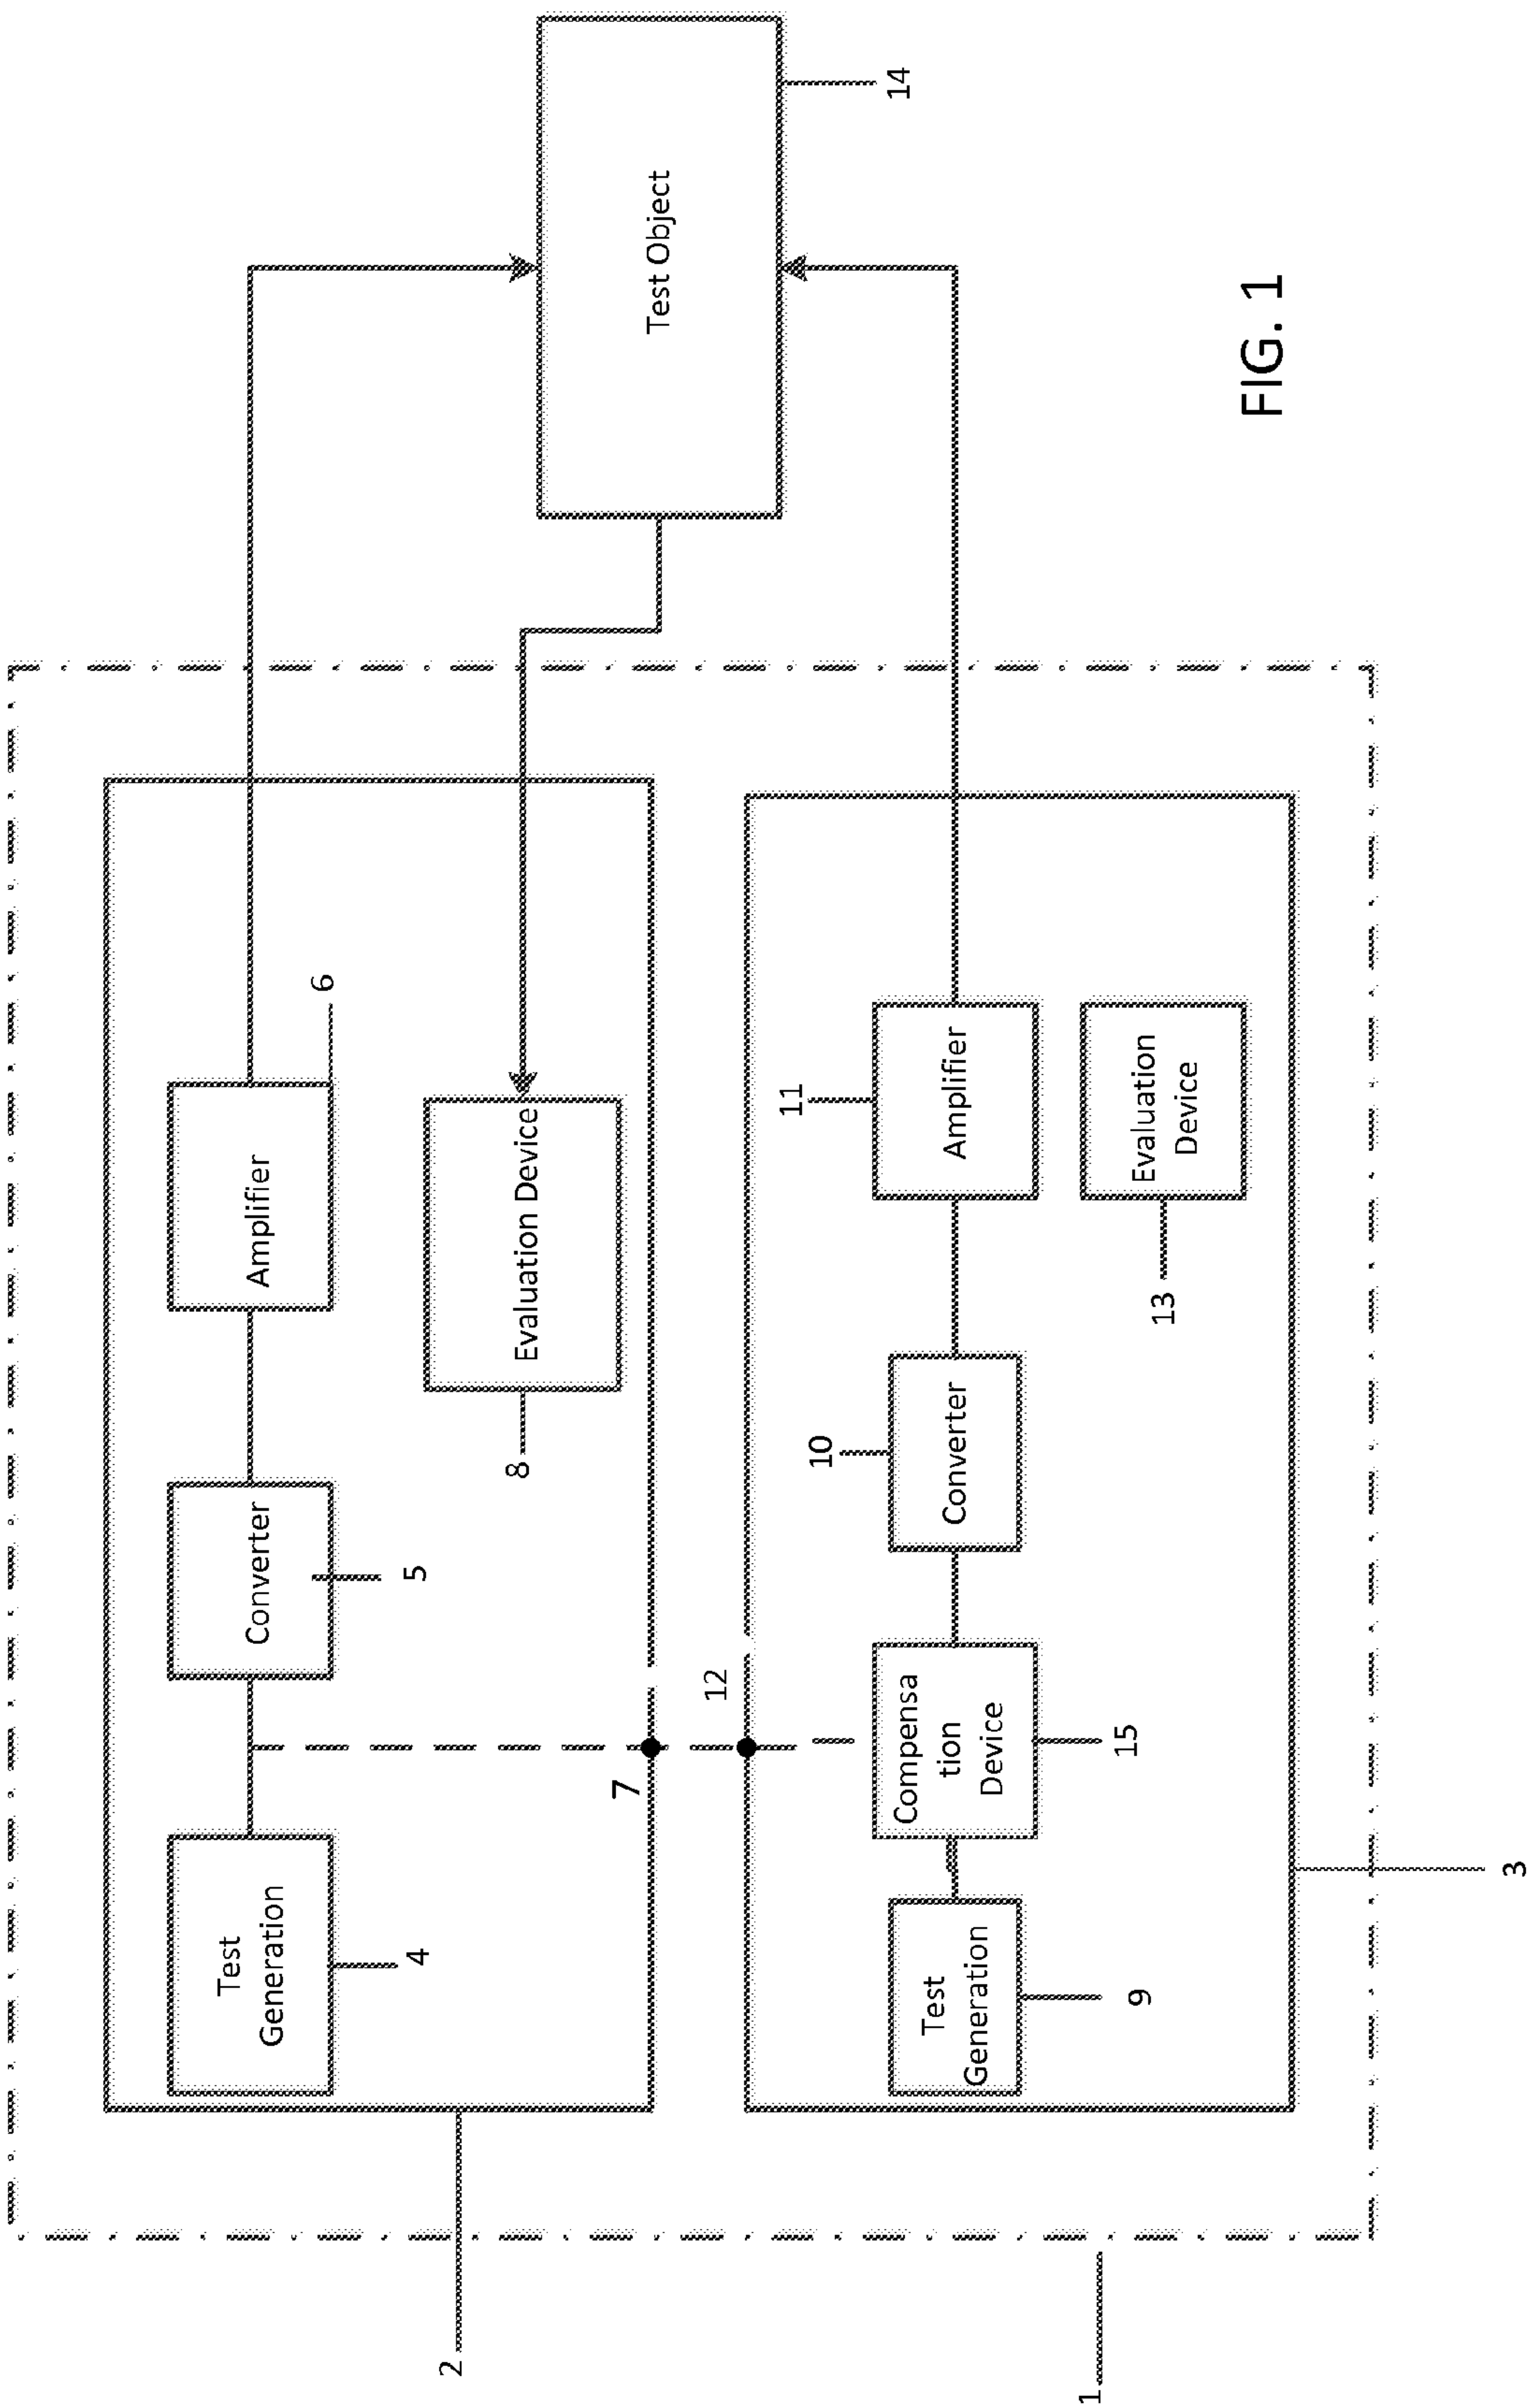 Test
Generation
4
Converter
5
Amplifier
6
Evaluation Device
8
7
12
Test
Generation
9
Compensa
tion
Device
15
Converter
10
Amplifier
11
Evaluation
Device
13
Test Object
14
2
1
3
FIG. 1